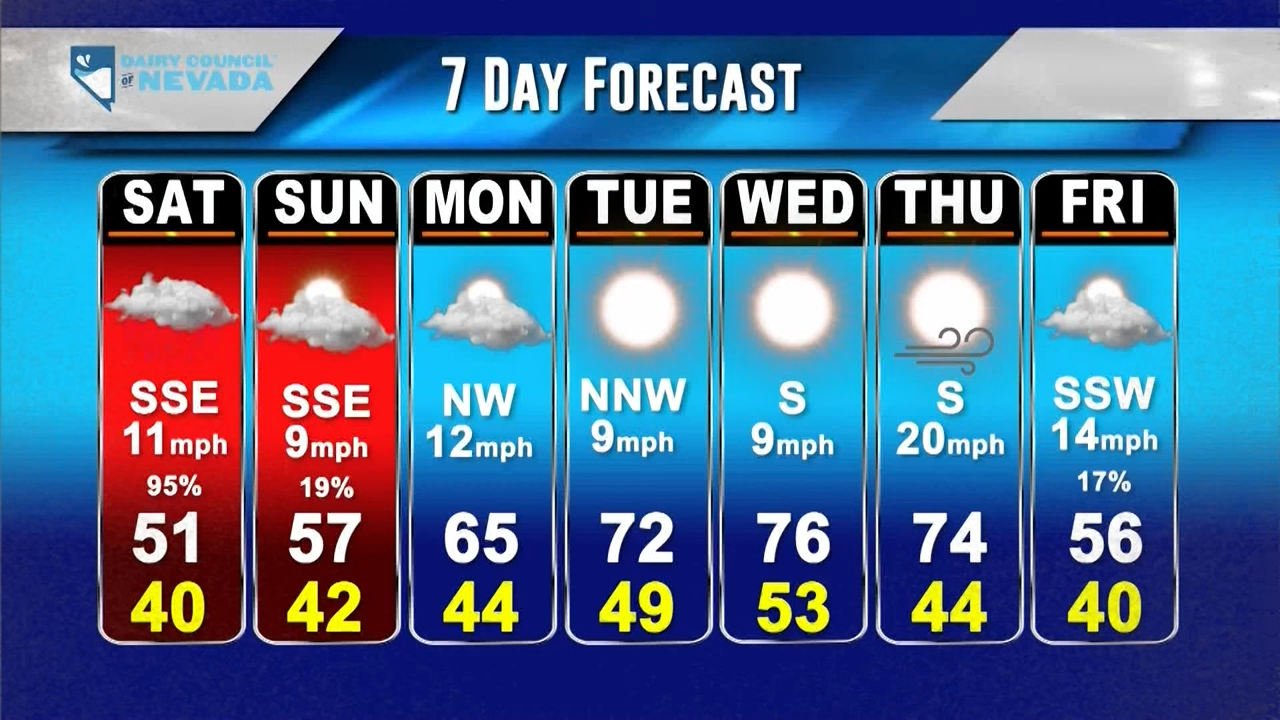 DAIRY COUNCIL
OF NEVADA
7 DAY FORECAST
SAT
SSE
11mph
95%
51
40
SUN
SSE
9mph
19%
57
42
MON
NW
12mph
65
44
TUE
NNW
9mph
72
49
WED
S
9mph
76
53
THU
S
20mph
74
44
FRI
SSW
14mph
17%
56
40